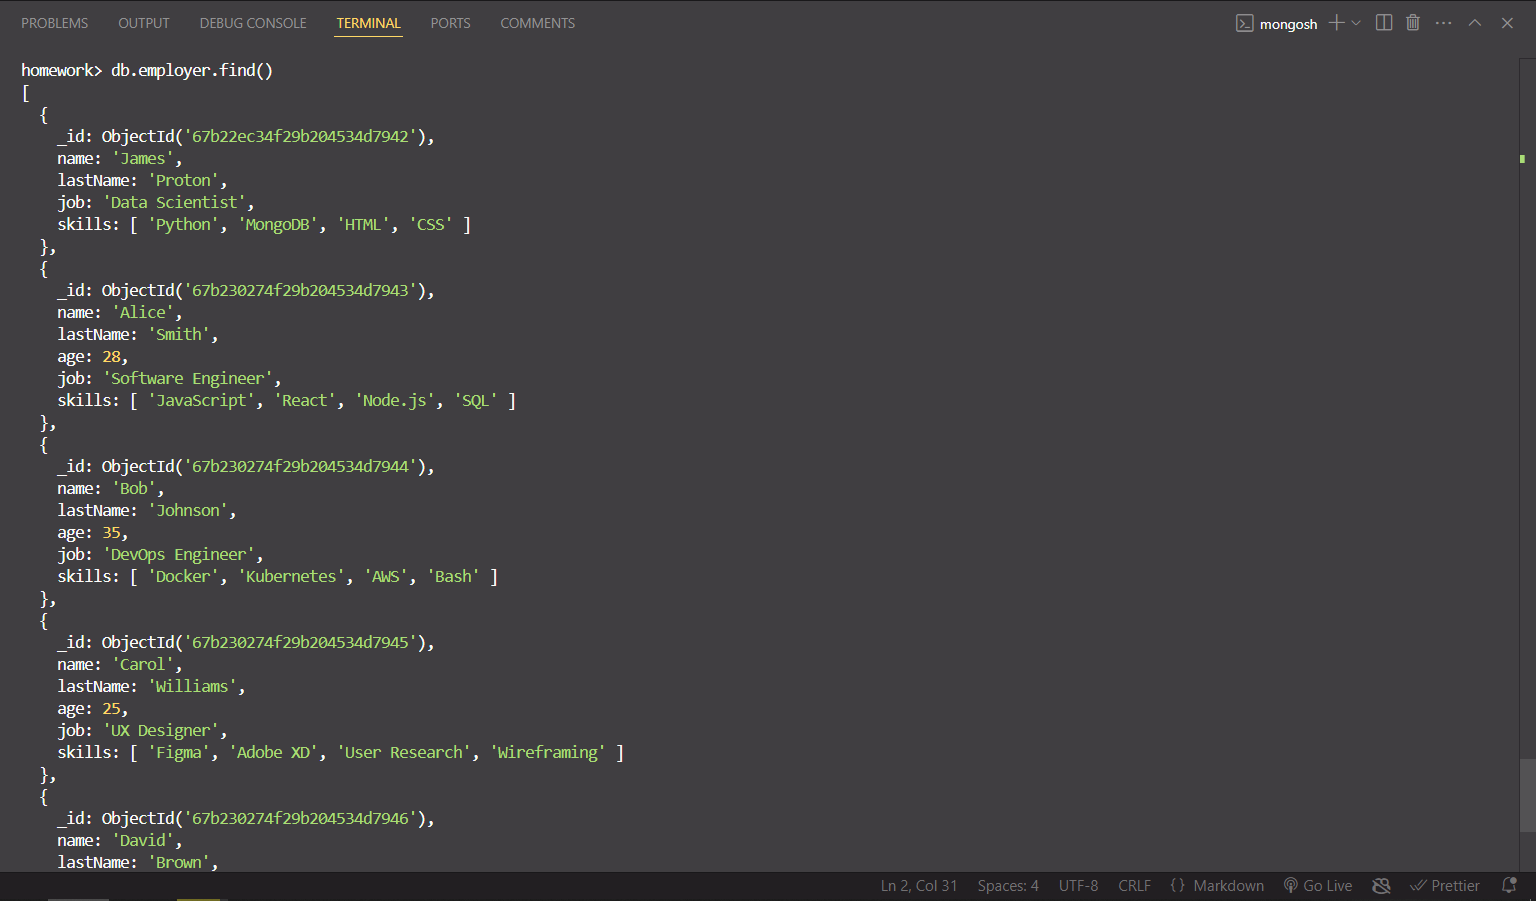 PROBLEMS OUTPUT DEBUG CONSOLE TERMINAL PORTS COMMENTS mongosh
homework> db.employer.find()
[
  {
    _id: ObjectId('67b22ec34f29b204534d7942'),
    name: 'James',
    lastName: 'Proton',
    job: 'Data Scientist',
    skills: [ 'Python', 'MongoDB', 'HTML', 'CSS' ]
  },
  {
    _id: ObjectId('67b230274f29b204534d7943'),
    name: 'Alice',
    lastName: 'Smith',
    age: 28,
    job: 'Software Engineer',
    skills: [ 'JavaScript', 'React', 'Node.js', 'SQL' ]
  },
  {
    _id: ObjectId('67b230274f29b204534d7944'),
    name: 'Bob',
    lastName: 'Johnson',
    age: 35,
    job: 'DevOps Engineer',
    skills: [ 'Docker', 'Kubernetes', 'AWS', 'Bash' ]
  },
  {
    _id: ObjectId('67b230274f29b204534d7945'),
    name: 'Carol',
    lastName: 'Williams',
    age: 25,
    job: 'UX Designer',
    skills: [ 'Figma', 'Adobe XD', 'User Research', 'Wireframing' ]
  },
  {
    _id: ObjectId('67b230274f29b204534d7946'),
    name: 'David',
    lastName: 'Brown',
Ln 2, Col 31 Spaces: 4 UTF-8 CRLF {} Markdown Go Live Prettier